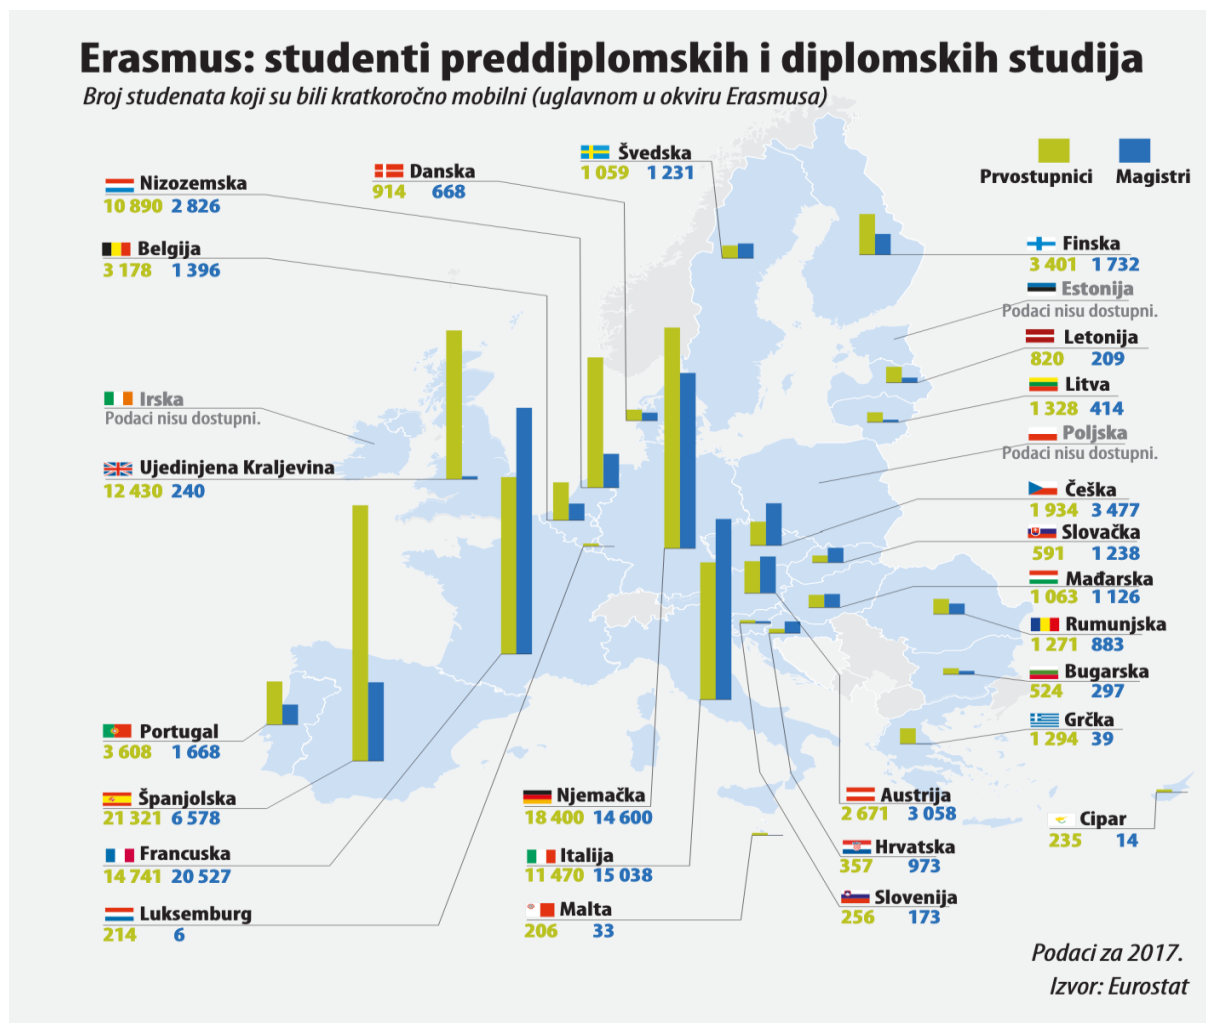 Erasmus: studenti preddiplomskih i diplomskih studija
Broj studenata koji su bili kratkoročno mobilni (uglavnom u okviru Erasmusa)
Prvostupnici Magistri
Švedska
1 059 1 231
Danska
914 668
Nizozemska
10 890 2 826
Belgija
3 178 1 396
Irska
Podaci nisu dostupni.
Ujedinjena Kraljevina
12 430 240
Finska
3 401 1 732
Estonija
Podaci nisu dostupni.
Letonija
820 209
Litva
1 328 414
Poljska
Podaci nisu dostupni.
Češka
1 934 3 477
Slovačka
591 1 238
Mađarska
1 063 1 126
Rumunjska
1 271 883
Bugarska
524 297
Grčka
1 294 39
Cipar
235 14
Portugal
3 608 1 668
Španjolska
21 321 6 578
Francuska
14 741 20 527
Luksemburg
214 6
Njemačka
18 400 14 600
Italija
11 470 15 038
Malta
206 33
Austrija
2 671 3 058
Hrvatska
357 973
Slovenija
256 173
Podaci za 2017.
Izvor: Eurostat